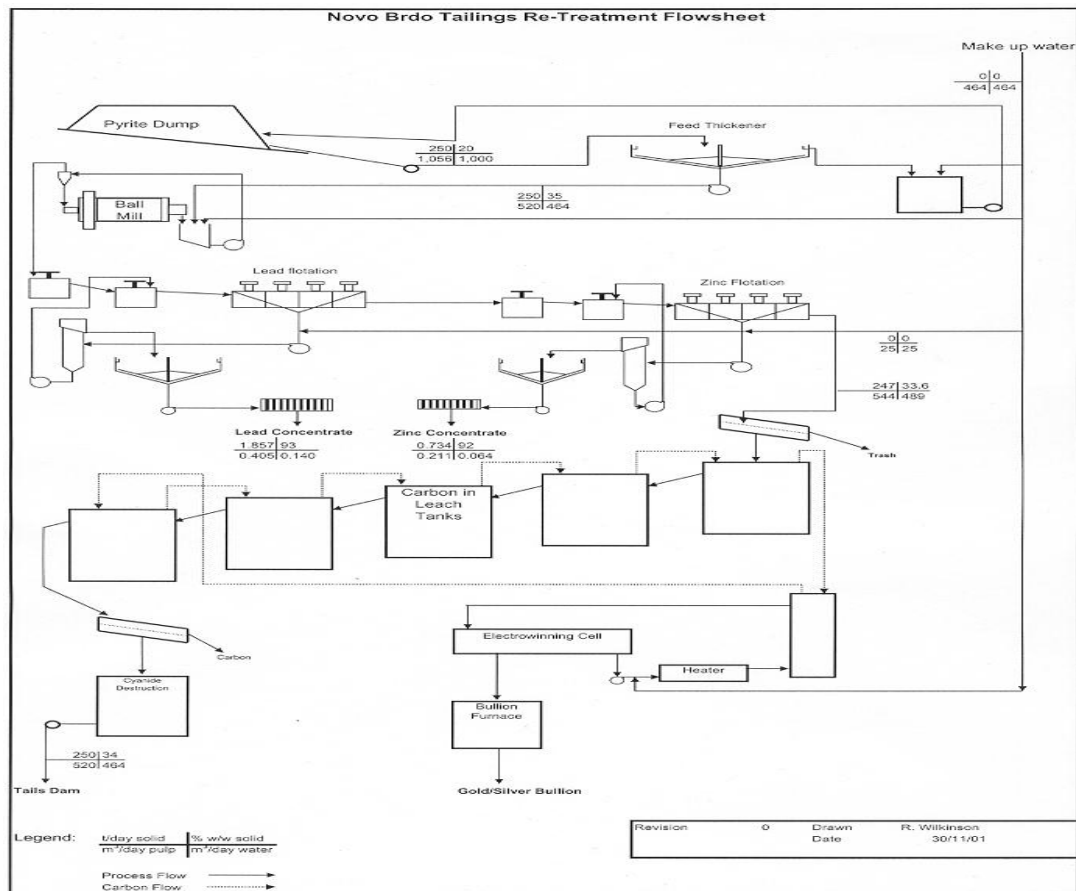 Novo Brdo Tailings Re-Treatment Flowsheet
Make up water
0 0
464 464
Pyrite Dump
Feed Thickener
250 20
1,056 1,000
250 35
520 464
Ball
Mill
Lead flotation
Zinc Flotation
0 0
25 25
247 33.6
544 489
Lead Concentrate
1.857 93
0.405 0.140
Zinc Concentrate
0.734 92
0.211 0.064
Trash
Carbon in
Leach
Tanks
Electrowinning Cell
Carbon
Heater
Cyanide
Destruction
Bullion
Furnace
250 34
520 464
Tails Dam
Gold/Silver Bullion
Legend:
t/day solid % w/w solid
m³/day pulp m³/day water
Process Flow
Carbon Flow
Revision 0 Drawn R. Wilkinson
Date 30/11/01